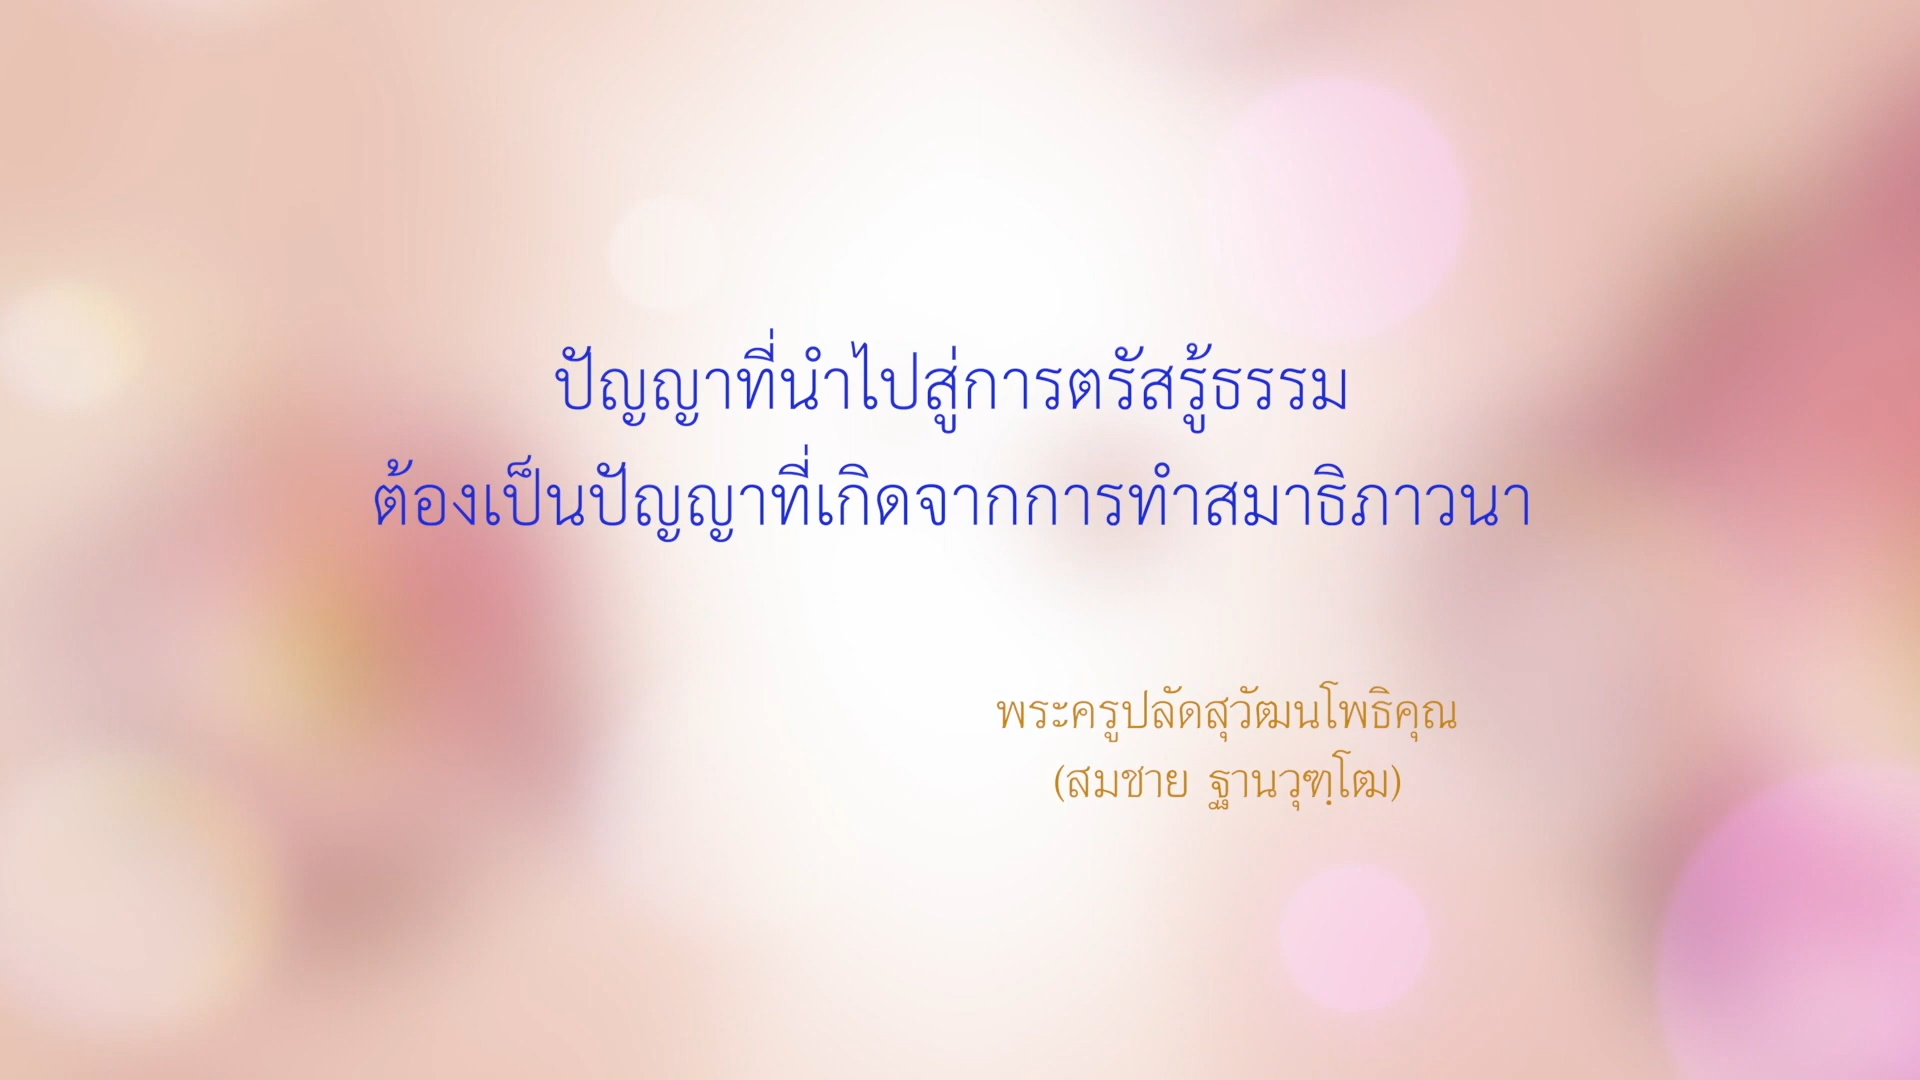 ปัญญาที่นำไปสู่การตรัสรู้ธรรม
ต้องเป็นปัญญาที่เกิดจากการทำสมาธิภาวนา
พระครูปลัดสุวัฒนโพธิคุณ
(สมชาย ฐานวุฑฺโฒ)